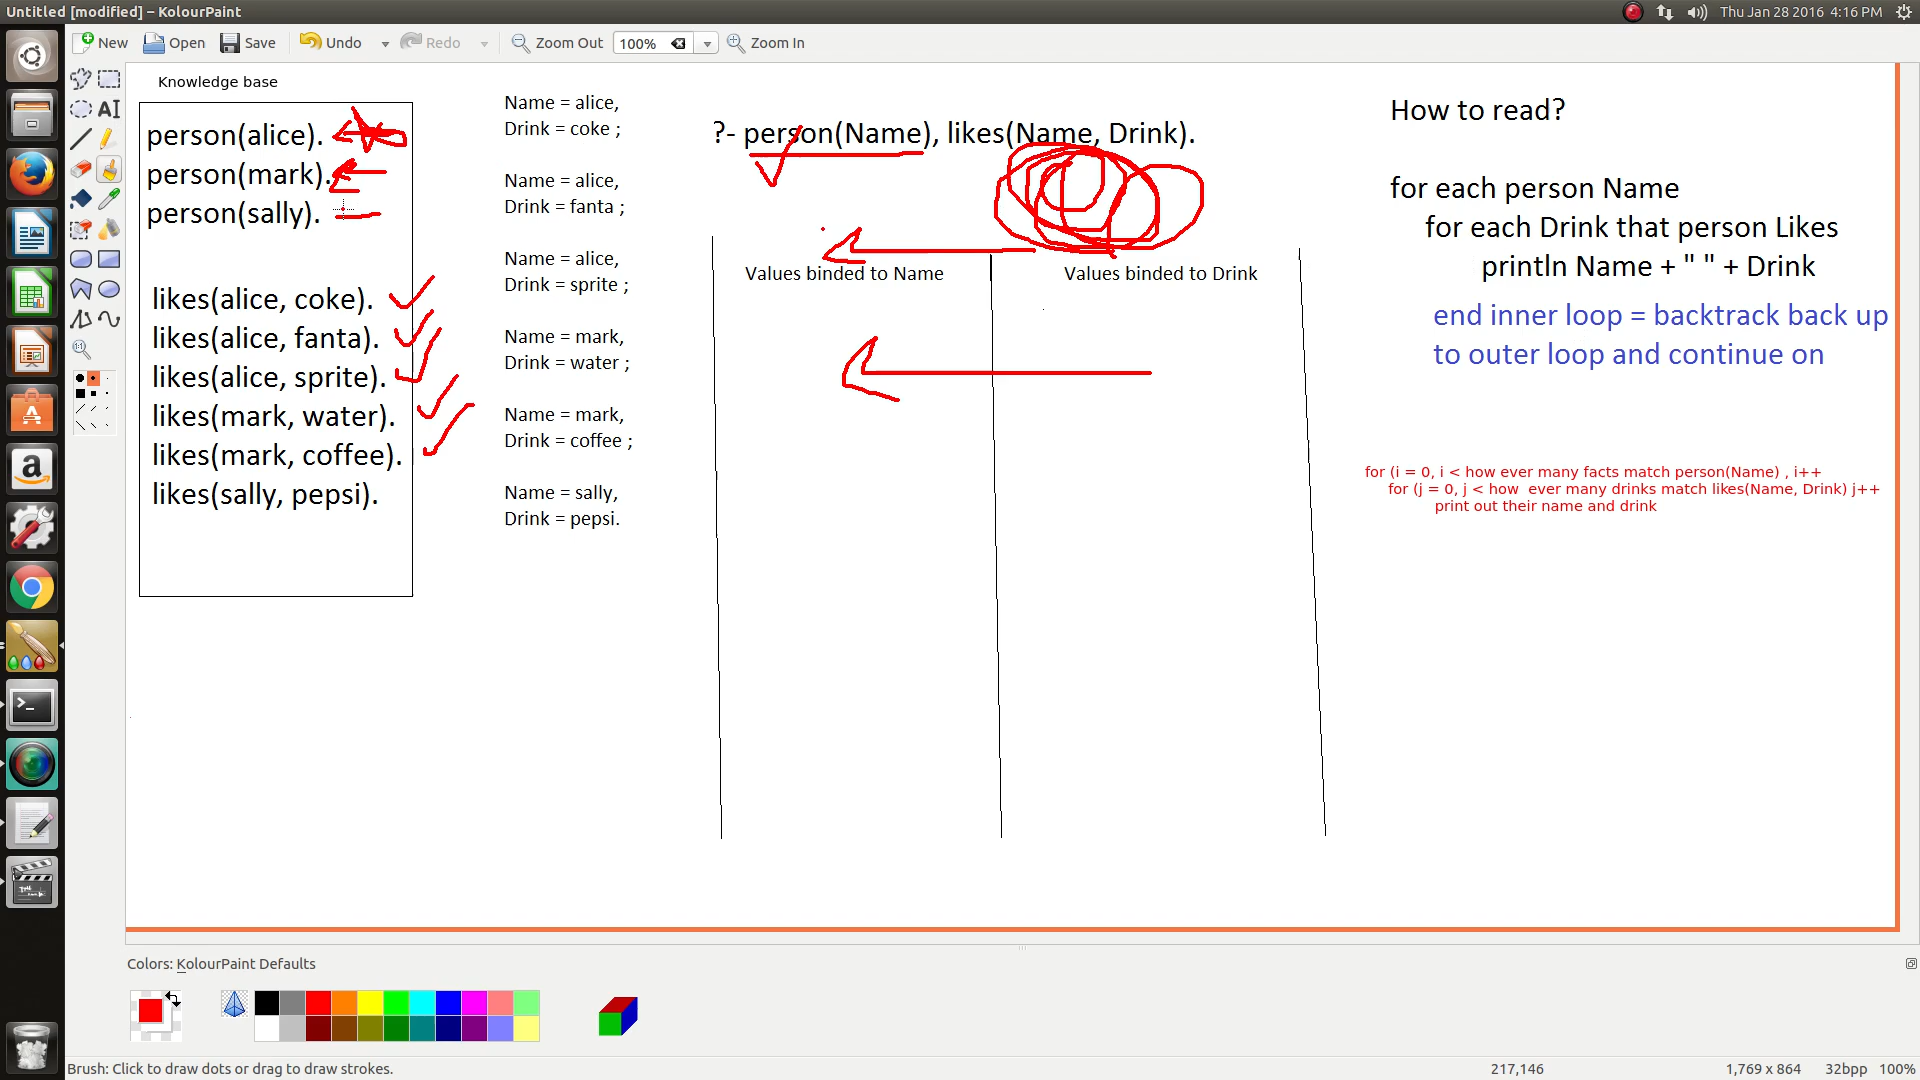 Untitled [modified] – KolourPaint
Thu Jan 28 2016 4:16 PM
New Open Save Undo Redo Zoom Out 100% Zoom In
Knowledge base
person(alice).
person(mark).
person(sally).
likes(alice, coke).
likes(alice, fanta).
likes(alice, sprite).
likes(mark, water).
likes(mark, coffee).
likes(sally, pepsi).
Name = alice,
Drink = coke ;
Name = alice,
Drink = fanta ;
Name = alice,
Drink = sprite ;
Name = mark,
Drink = water ;
Name = mark,
Drink = coffee ;
Name = sally,
Drink = pepsi.
?- person(Name), likes(Name, Drink).
Values binded to Name
Values binded to Drink
How to read?
for each person Name
for each Drink that person Likes
println Name + " " + Drink
end inner loop = backtrack back up
to outer loop and continue on
for (i = 0, i < how ever many facts match person(Name) , i++
for (j = 0, j < how  ever many drinks match likes(Name, Drink) j++
print out their name and drink
Colors: KolourPaint Defaults
Brush: Click to draw dots or drag to draw strokes.
217,146
1,769 x 864
32bpp
100%